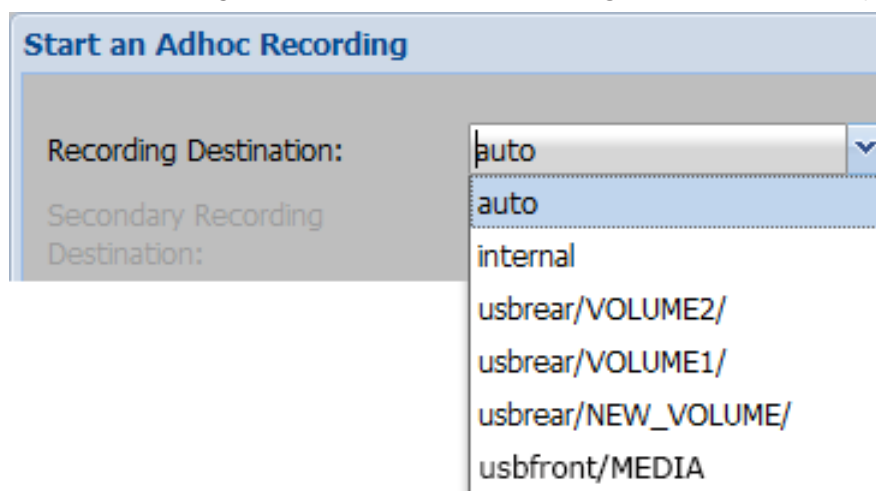 Start an Adhoc Recording
Recording Destination:
auto
Secondary Recording
Destination:
auto
internal
usbrear/VOLUME2/
usbrear/VOLUME1/
usbrear/NEW_VOLUME/
usbfront/MEDIA